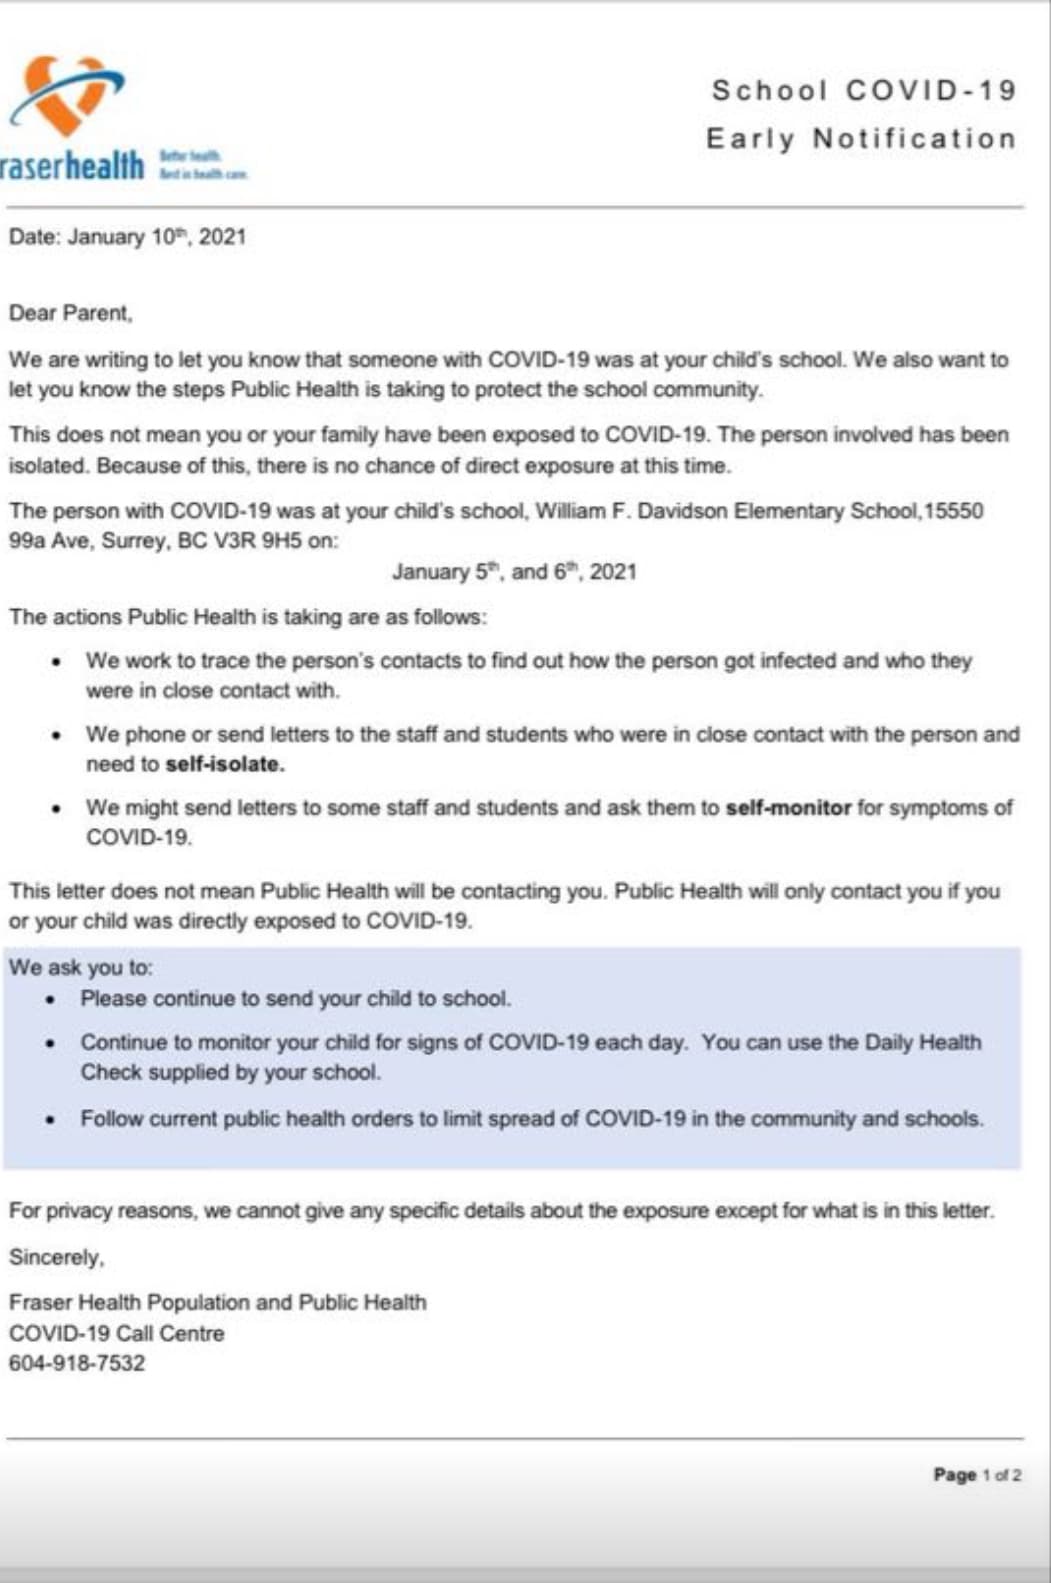 School COVID-19
Early Notification
raserhealth
Better health.
Best in health care.
Date: January 10th, 2021
Dear Parent,
We are writing to let you know that someone with COVID-19 was at your child's school. We also want to
let you know the steps Public Health is taking to protect the school community.
This does not mean you or your family have been exposed to COVID-19. The person involved has been
isolated. Because of this, there is no chance of direct exposure at this time.
The person with COVID-19 was at your child's school, William F. Davidson Elementary School,15550
99a Ave, Surrey, BC V3R 9H5 on:
January 5th, and 6th, 2021
The actions Public Health is taking are as follows:
• We work to trace the person's contacts to find out how the person got infected and who they
were in close contact with.
• We phone or send letters to the staff and students who were in close contact with the person and
need to self-isolate.
• We might send letters to some staff and students and ask them to self-monitor for symptoms of
COVID-19.
This letter does not mean Public Health will be contacting you. Public Health will only contact you if you
or your child was directly exposed to COVID-19.
We ask you to:
• Please continue to send your child to school.
• Continue to monitor your child for signs of COVID-19 each day. You can use the Daily Health
Check supplied by your school.
• Follow current public health orders to limit spread of COVID-19 in the community and schools.
For privacy reasons, we cannot give any specific details about the exposure except for what is in this letter.
Sincerely,
Fraser Health Population and Public Health
COVID-19 Call Centre
604-918-7532
Page 1 of 2